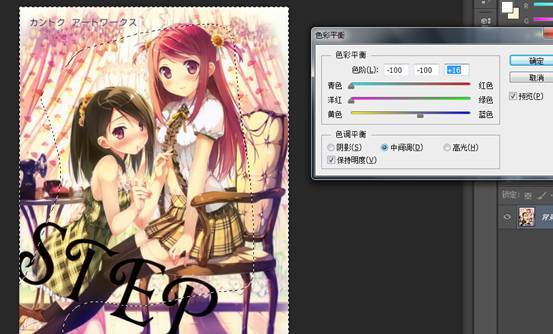 カントク アートワークス
STEP
色彩平衡
色彩平衡
色阶(L): -100 -100 +16
青色 红色
洋红 绿色
黄色 蓝色
色调平衡
阴影(S) 中间调(D) 高光(H)
保持明度(V)
确定
取消
预览(P)
锁定: